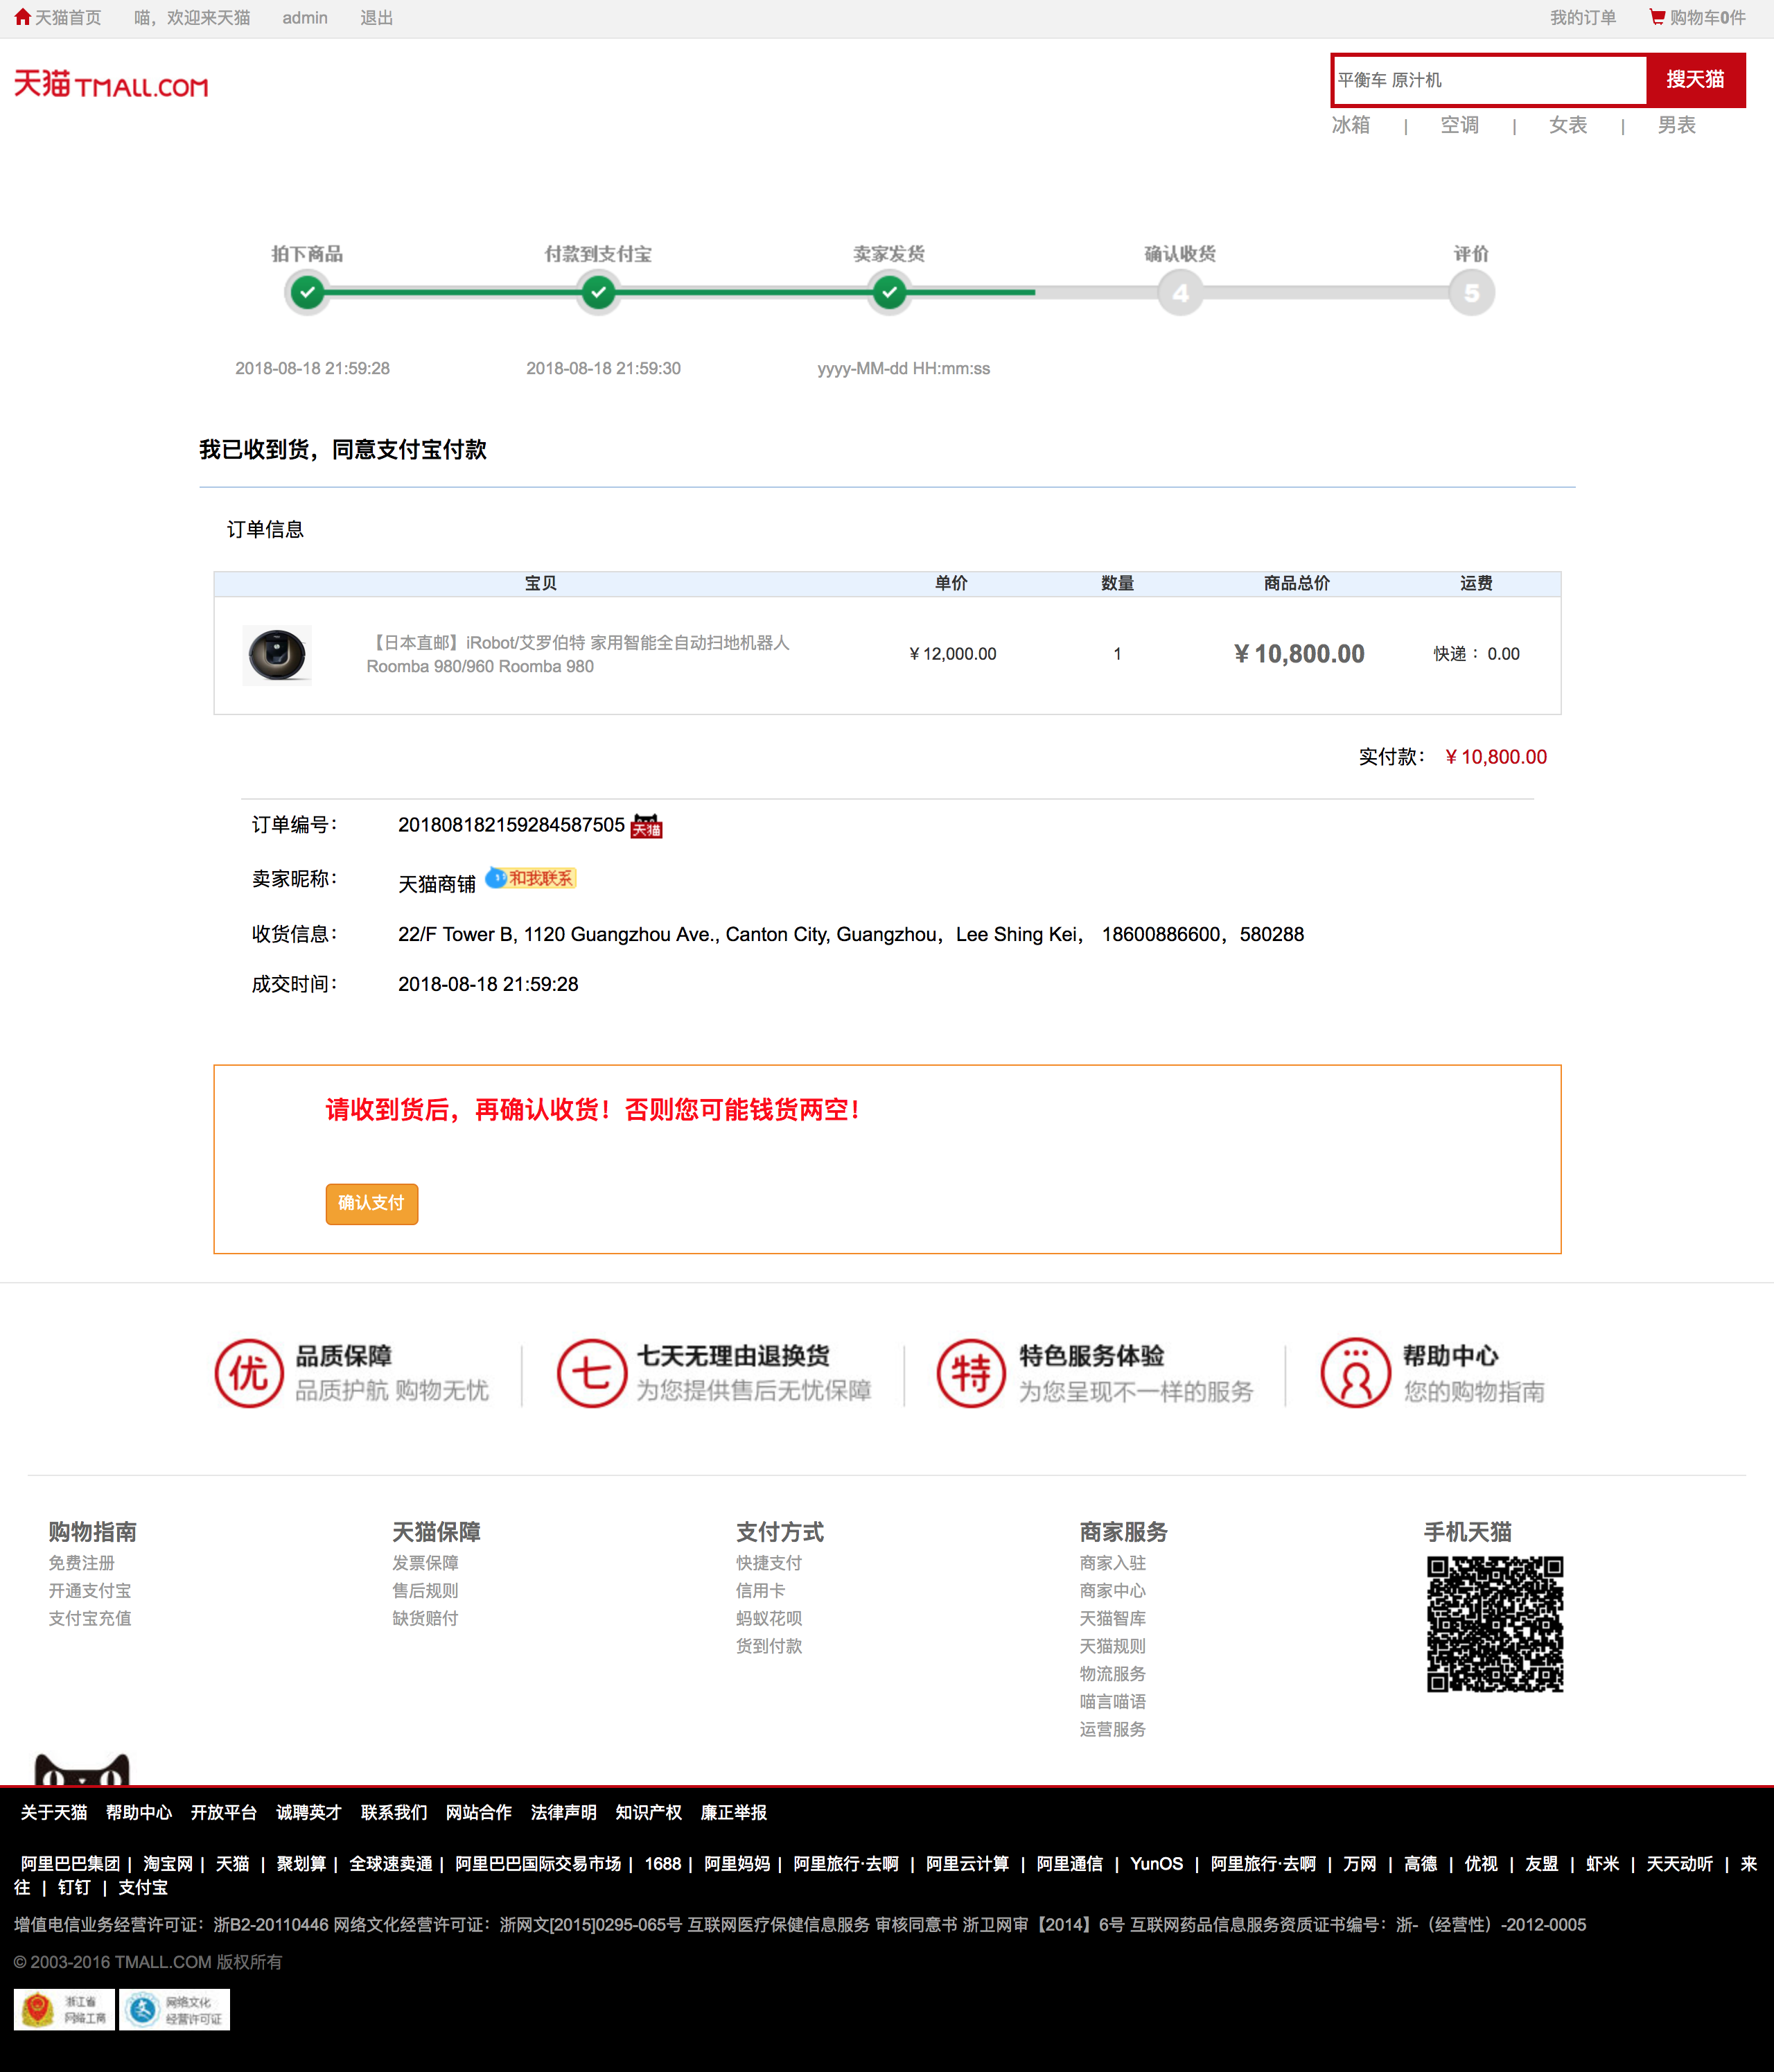 天猫首页 喵，欢迎来天猫 admin 退出 我的订单 购物车0件
天猫 TMALL.COM
平衡车 原汁机 搜天猫
冰箱 | 空调 | 女表 | 男表
拍下商品 付款到支付宝 卖家发货 确认收货 评价
4 5
2018-08-18 21:59:28 2018-08-18 21:59:30 yyyy-MM-dd HH:mm:ss
我已收到货，同意支付宝付款
订单信息
宝贝 单价 数量 商品总价 运费
【日本直邮】iRobot/艾罗伯特 家用智能全自动扫地机器人
Roomba 980/960 Roomba 980
¥12,000.00 1 ¥10,800.00 快递 ：0.00
实付款： ¥10,800.00
订单编号： 201808182159284587505 天猫
卖家昵称： 天猫商铺 和我联系
收货信息： 22/F Tower B, 1120 Guangzhou Ave., Canton City, Guangzhou，Lee Shing Kei， 18600886600，580288
成交时间： 2018-08-18 21:59:28
请收到货后，再确认收货！否则您可能钱货两空！
确认支付
优 品质保障 七 七天无理由退换货 特 特色服务体验 帮助中心
品质护航 购物无忧 为您提供售后无忧保障 为您呈现不一样的服务 您的购物指南
购物指南 天猫保障 支付方式 商家服务 手机天猫
免费注册 发票保障 快捷支付 商家入驻
开通支付宝 售后规则 信用卡 商家中心
支付宝充值 缺货赔付 蚂蚁花呗 天猫智库
货到付款 天猫规则
物流服务
喵言喵语
运营服务
关于天猫 帮助中心 开放平台 诚聘英才 联系我们 网站合作 法律声明 知识产权 廉正举报
阿里巴巴集团 | 淘宝网 | 天猫 | 聚划算 | 全球速卖通 | 阿里巴巴国际交易市场 | 1688 | 阿里妈妈 | 阿里旅行·去啊 | 阿里云计算 | 阿里通信 | YunOS | 阿里旅行·去啊 | 万网 | 高德 | 优视 | 友盟 | 虾米 | 天天动听 | 来
往 | 钉钉 | 支付宝
增值电信业务经营许可证：浙B2-20110446 网络文化经营许可证：浙网文[2015]0295-065号 互联网医疗保健信息服务 审核同意书 浙卫网审【2014】6号 互联网药品信息服务资质证书编号：浙-（经营性）-2012-0005
© 2003-2016 TMALL.COM 版权所有
浙江省 网络文化
网络工商 经营许可证